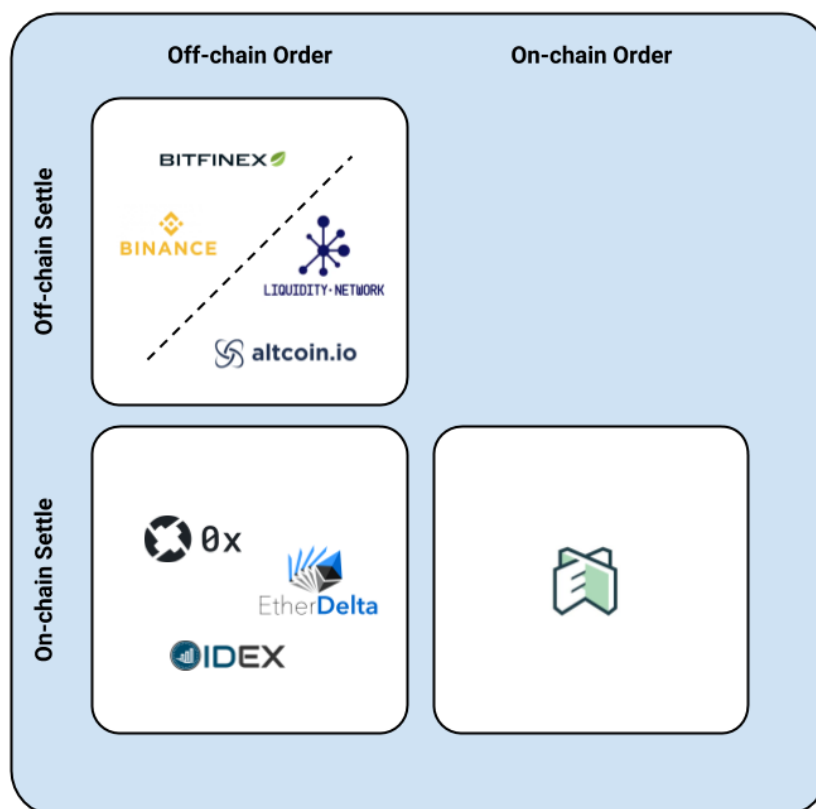 Off-chain Order
On-chain Order
Off-chain Settle
BITFINEX
BINANCE
LIQUIDITY·NETWORK
altcoin.io
On-chain Settle
0x
EtherDelta
IDEX